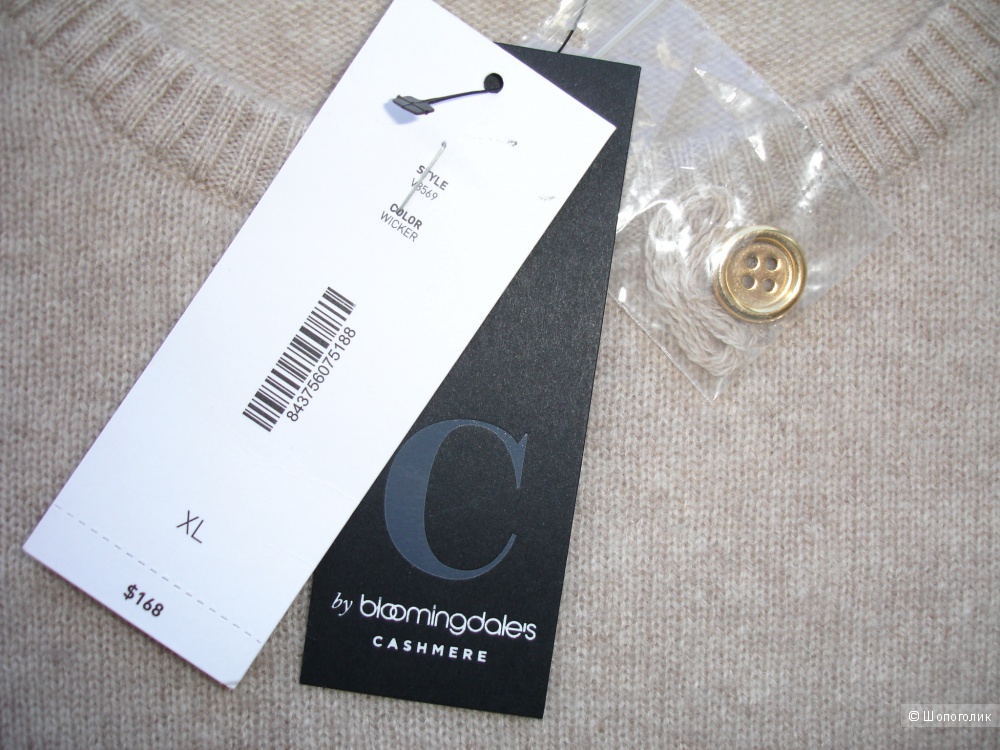 STYLE
V8569
COLOR
WICKER
843756075188
XL
$168
C
by bloomingdale's
CASHMERE
© Шопоголик